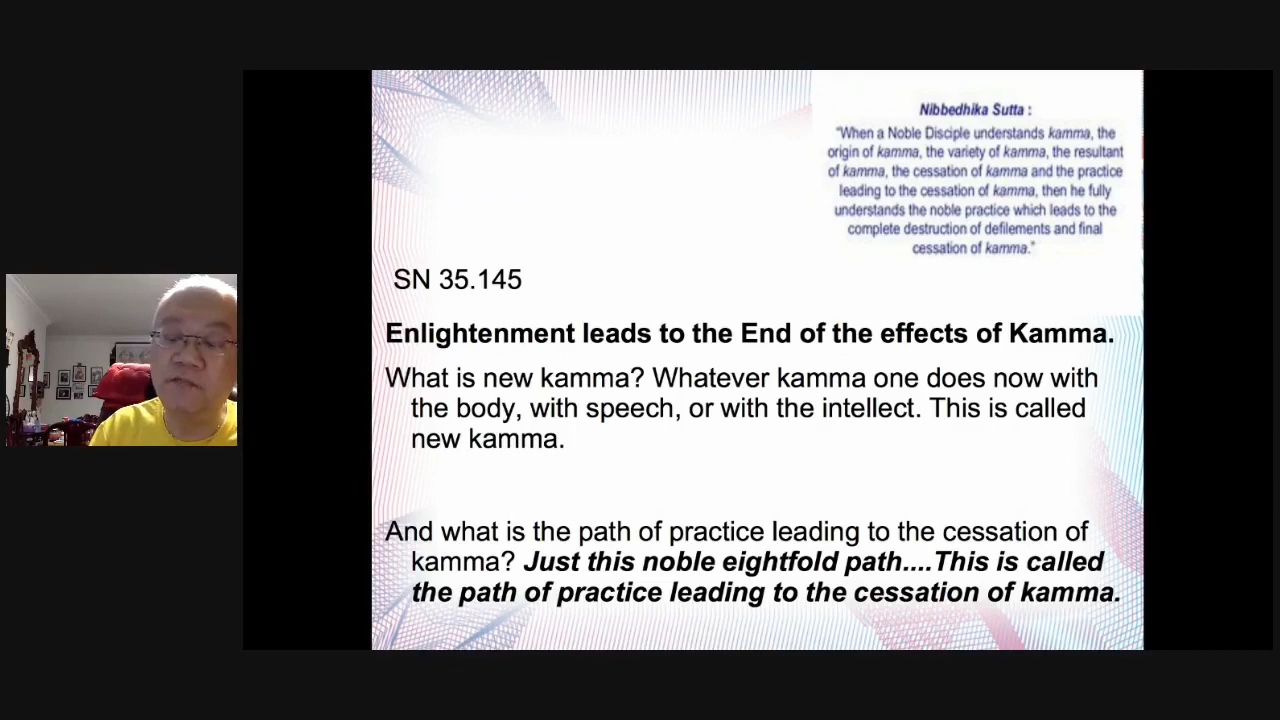 Nibbedhika Sutta :
"When a Noble Disciple understands kamma, the
origin of kamma, the variety of kamma, the resultant
of kamma, the cessation of kamma and the practice
leading to the cessation of kamma, then he fully
understands the noble practice which leads to the
complete destruction of defilements and final
cessation of kamma."
SN 35.145
Enlightenment leads to the End of the effects of Kamma.
What is new kamma? Whatever kamma one does now with
the body, with speech, or with the intellect. This is called
new kamma.
And what is the path of practice leading to the cessation of
kamma? Just this noble eightfold path....This is called
the path of practice leading to the cessation of kamma.